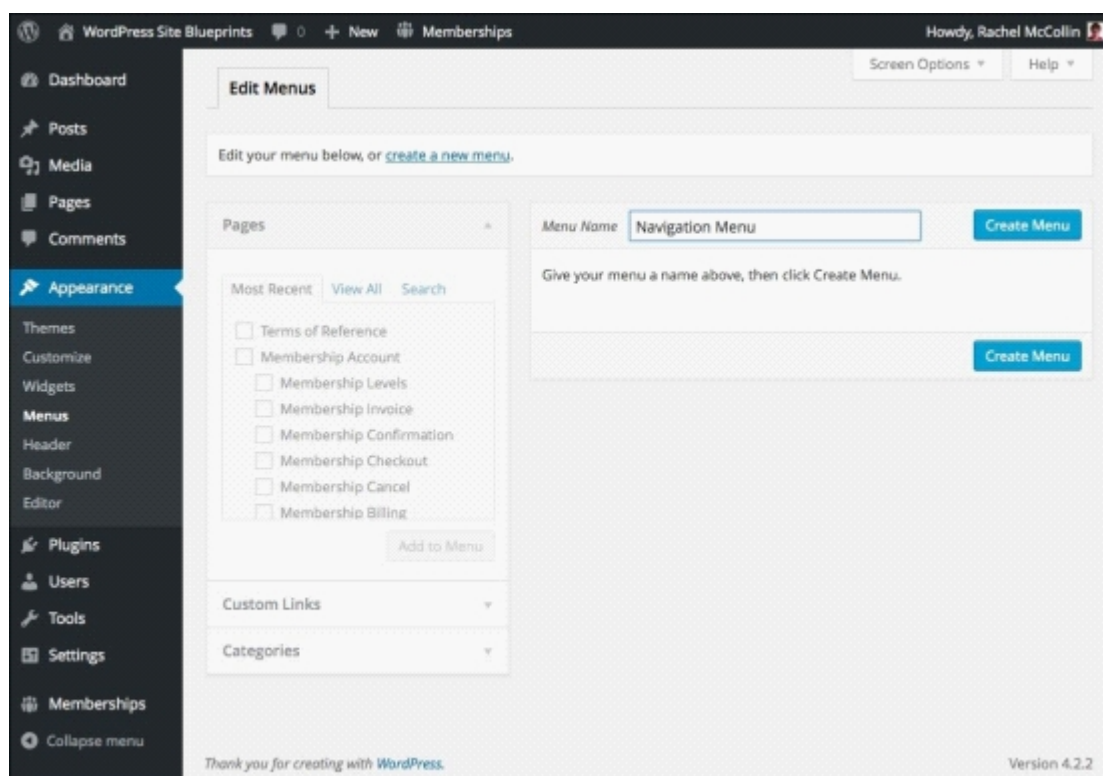 WordPress Site Blueprints 0 + New Memberships Howdy, Rachel McCollin
Dashboard
Posts
Media
Pages
Comments
Appearance
Themes
Customize
Widgets
Menus
Header
Background
Editor
Plugins
Users
Tools
Settings
Memberships
Collapse menu
Screen Options Help
Edit Menus
Edit your menu below, or create a new menu.
Pages
Most Recent View All Search
Terms of Reference
Membership Account
Membership Levels
Membership Invoice
Membership Confirmation
Membership Checkout
Membership Cancel
Membership Billing
Add to Menu
Custom Links
Categories
Menu Name Navigation Menu Create Menu
Give your menu a name above, then click Create Menu.
Create Menu
Thank you for creating with WordPress. Version 4.2.2